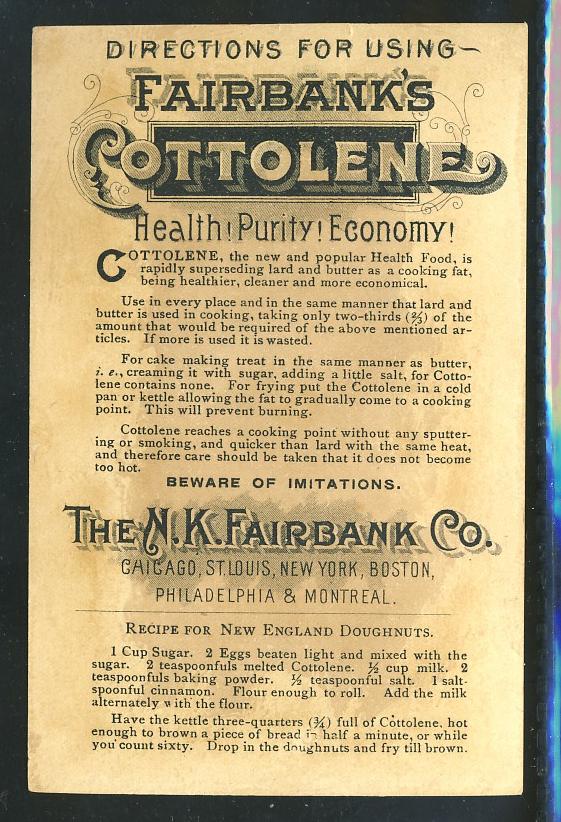 DIRECTIONS FOR USING
FAIRBANK'S
COTTOLENE
Health! Purity! Economy!
COTTOLENE, the new and popular Health Food, is
rapidly superseding lard and butter as a cooking fat,
being healthier, cleaner and more economical.
Use in every place and in the same manner that lard and
butter is used in cooking, taking only two-thirds (⅔) of the
amount that would be required of the above mentioned ar-
ticles. If more is used it is wasted.
For cake making treat in the same manner as butter,
i. e., creaming it with sugar, adding a little salt, for Cotto-
lene contains none. For frying put the Cottolene in a cold
pan or kettle allowing the fat to gradually come to a cooking
point. This will prevent burning.
Cottolene reaches a cooking point without any sputter-
ing or smoking, and quicker than lard with the same heat,
and therefore care should be taken that it does not become
too hot.
BEWARE OF IMITATIONS.
THE N. K. FAIRBANK CO.
CHICAGO, ST. LOUIS, NEW YORK, BOSTON,
PHILADELPHIA & MONTREAL.
RECIPE FOR NEW ENGLAND DOUGHNUTS.
1 Cup Sugar. 2 Eggs beaten light and mixed with the
sugar. 2 teaspoonfuls melted Cottolene. ½ cup milk. 2
teaspoonfuls baking powder. ½ teaspoonful salt. 1 salt-
spoonful cinnamon. Flour enough to roll. Add the milk
alternately with the flour.
Have the kettle three-quarters (¾) full of Cottolene, hot
enough to brown a piece of bread in half a minute, or while
you count sixty. Drop in the doughnuts and fry till brown.